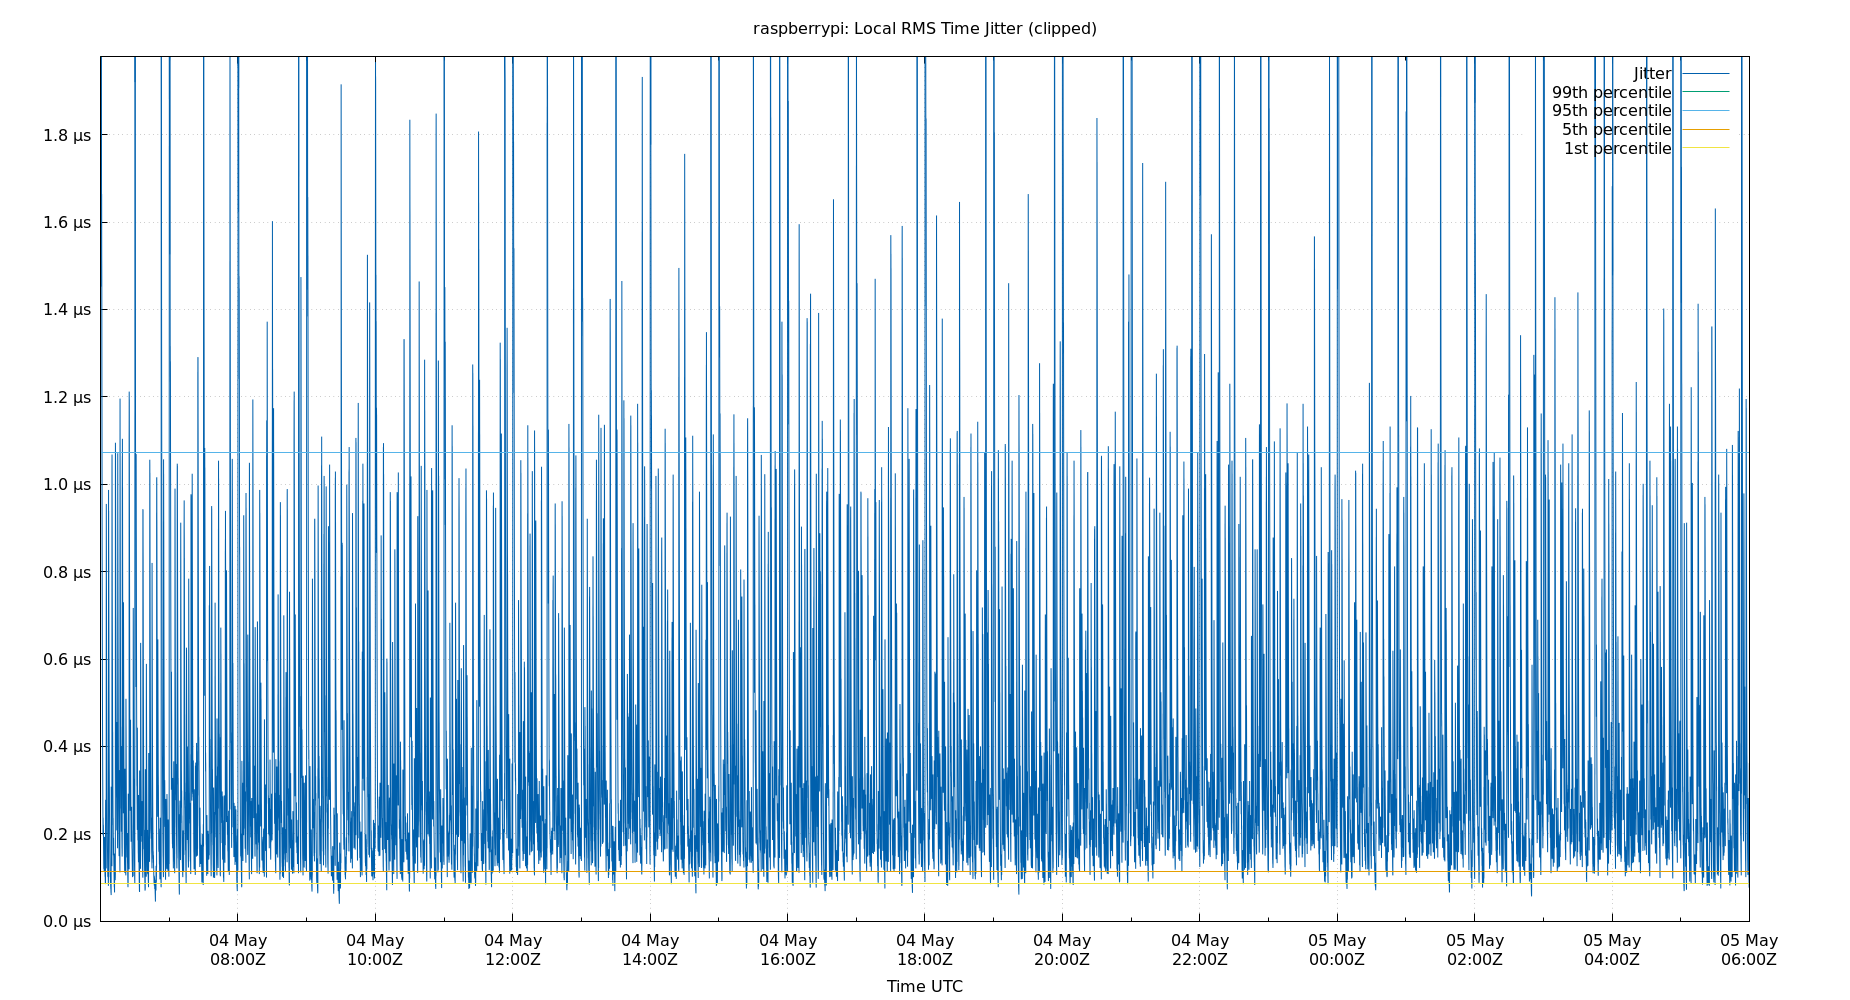 raspberrypi: Local RMS Time Jitter (clipped)
Jitter
99th percentile
95th percentile
5th percentile
1st percentile
1.8 µs
1.6 µs
1.4 µs
1.2 µs
1.0 µs
0.8 µs
0.6 µs
0.4 µs
0.2 µs
0.0 µs
04 May 04 May 04 May 04 May 04 May 04 May 04 May 04 May 05 May 05 May 05 May 05 May
08:00Z 10:00Z 12:00Z 14:00Z 16:00Z 18:00Z 20:00Z 22:00Z 00:00Z 02:00Z 04:00Z 06:00Z
Time UTC